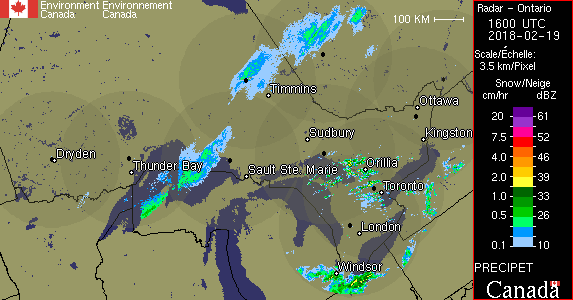 Environment Environnement
Canada Canada
100 KM
Timmins
Ottawa
Sudbury
Kingston
Dryden
Thunder Bay
Sault Ste. Marie
Orillia
Toronto
London
Windsor
Radar - Ontario
1600 UTC
2018-02-19
Scale/Échelle:
3.5 km/Pixel
Snow/Neige
cm/hr dBZ
20 61
7.5 52
4.0 46
2.0 39
1.0 33
0.5 26
0.1 10
PRECIPET
Canada